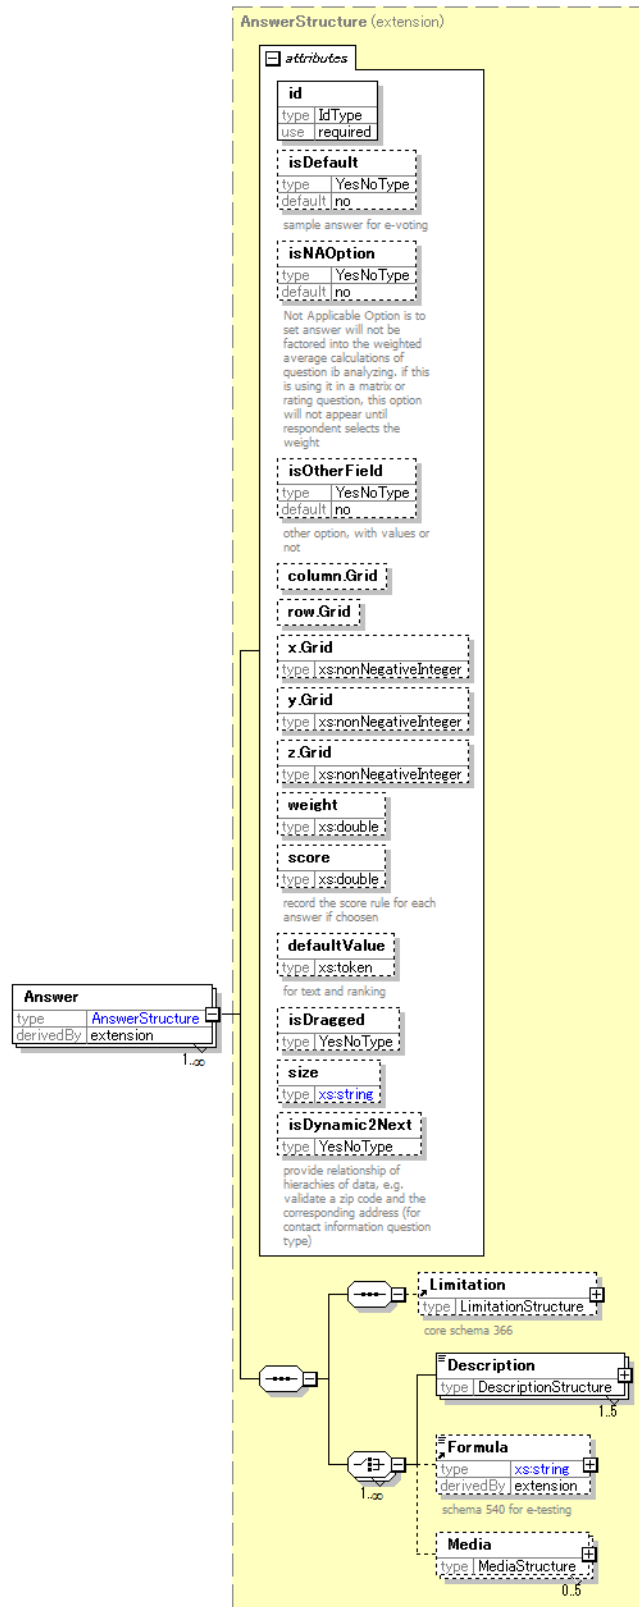 AnswerStructure (extension)
attributes
id
type IdType
use required
isDefault
type YesNoType
default no
sample answer for e-voting
isNAOption
type YesNoType
default no
Not Applicable Option is to
set answer will not be
factored into the weighted
average calculations of
question ib analyzing. if this
is using it in a matrix or
rating question, this option
will not appear until
respondent selects the
weight
isOtherField
type YesNoType
default no
other option, with values or
not
column.Grid
row.Grid
x.Grid
type xs:nonNegativeInteger
y.Grid
type xs:nonNegativeInteger
z.Grid
type xs:nonNegativeInteger
weight
type xs:double
score
type xs:double
record the score rule for each
answer if choosen
defaultValue
type xs:token
for text and ranking
isDragged
type YesNoType
size
type xs:string
isDynamic2Next
type YesNoType
provide relationship of
hierachies of data, e.g.
validate a zip code and the
corresponding address (for
contact information question
type)
Answer
type AnswerStructure
derivedBy extension
1..∞
Limitation
type LimitationStructure
core schema 366
Description
type DescriptionStructure
1..5
Formula
type xs:string
derivedBy extension
schema 540 for e-testing
1..∞
Media
type MediaStructure
0..5